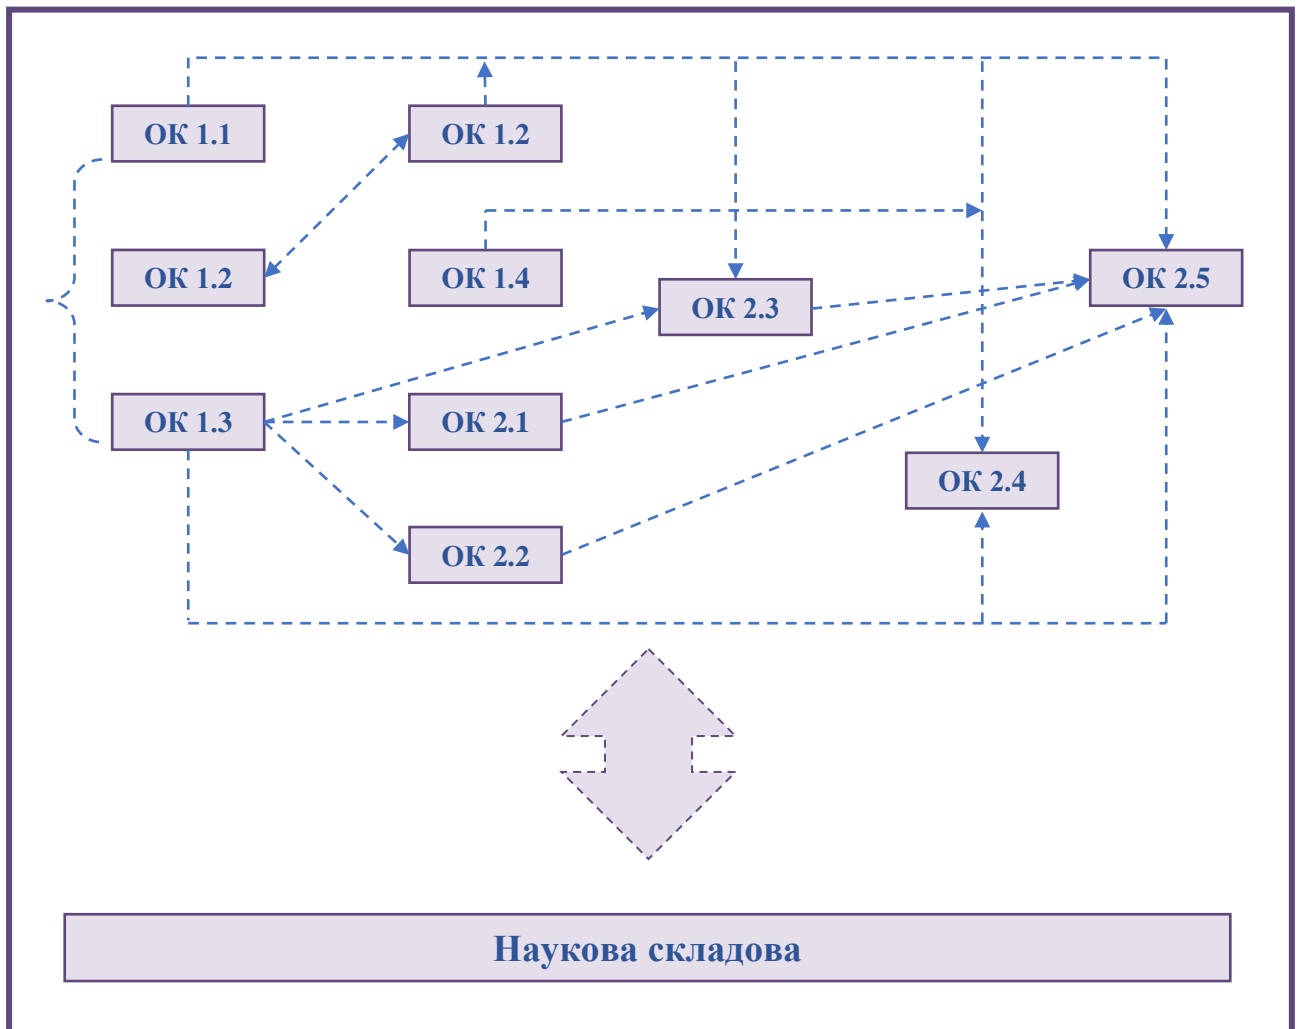 ОК 1.1
ОК 1.2
ОК 1.2
ОК 1.4
ОК 2.3
ОК 2.5
ОК 1.3
ОК 2.1
ОК 2.4
ОК 2.2
Наукова складова